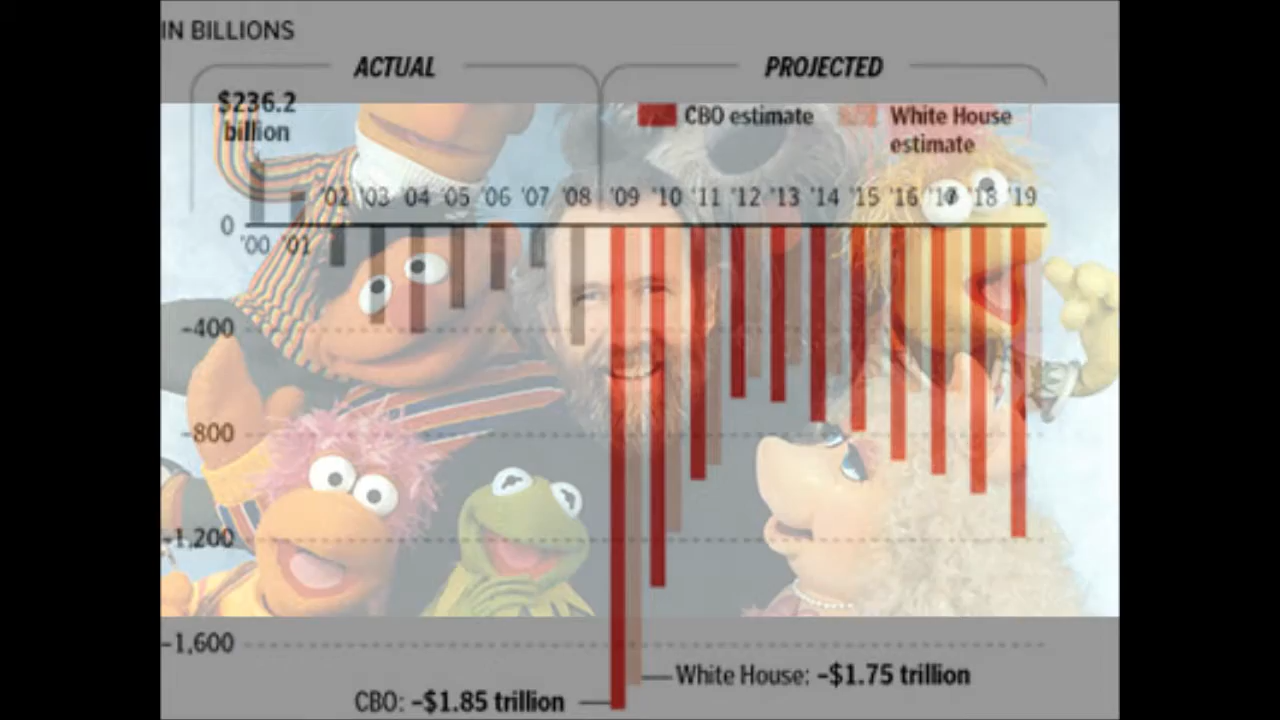 IN BILLIONS
ACTUAL PROJECTED
$236.2
billion
CBO estimate White House
estimate
'02 '03 '04 '05 '06 '07 '08 '09 '10 '11 '12 '13 '14 '15 '16 '17 '18 '19
0
'00 '01
-400
-800
-1,200
-1,600
White House: -$1.75 trillion
CBO: -$1.85 trillion